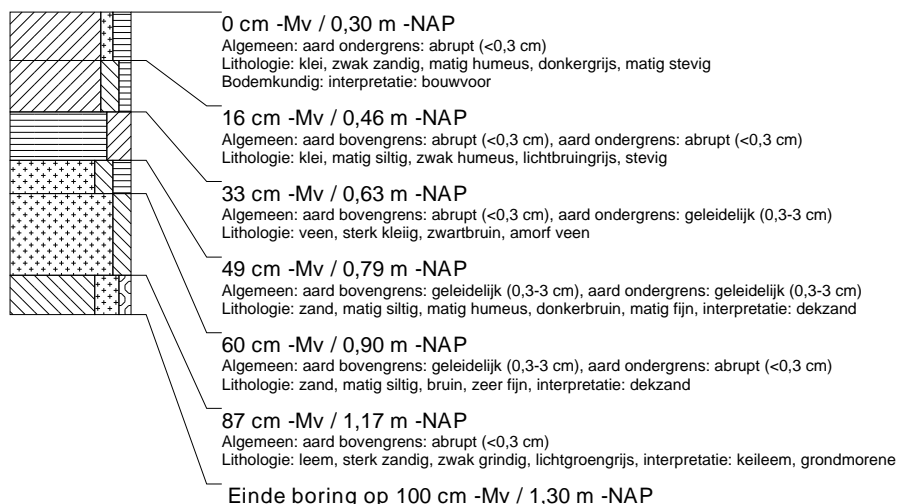 0 cm -Mv / 0,30 m -NAP
Algemeen: aard ondergrens: abrupt (<0,3 cm)
Lithologie: klei, zwak zandig, matig humeus, donkergrijs, matig stevig
Bodemkundig: interpretatie: bouwvoor
16 cm -Mv / 0,46 m -NAP
Algemeen: aard bovengrens: abrupt (<0,3 cm), aard ondergrens: abrupt (<0,3 cm)
Lithologie: klei, matig siltig, zwak humeus, lichtbruingrijs, stevig
33 cm -Mv / 0,63 m -NAP
Algemeen: aard bovengrens: abrupt (<0,3 cm), aard ondergrens: geleidelijk (0,3-3 cm)
Lithologie: veen, sterk kleiig, zwartbruin, amorf veen
49 cm -Mv / 0,79 m -NAP
Algemeen: aard bovengrens: geleidelijk (0,3-3 cm), aard ondergrens: geleidelijk (0,3-3 cm)
Lithologie: zand, matig siltig, matig humeus, donkerbruin, matig fijn, interpretatie: dekzand
60 cm -Mv / 0,90 m -NAP
Algemeen: aard bovengrens: geleidelijk (0,3-3 cm), aard ondergrens: abrupt (<0,3 cm)
Lithologie: zand, matig siltig, bruin, zeer fijn, interpretatie: dekzand
87 cm -Mv / 1,17 m -NAP
Algemeen: aard bovengrens: abrupt (<0,3 cm)
Lithologie: leem, sterk zandig, zwak grindig, lichtgroengrijs, interpretatie: keileem, grondmorene
Einde boring op 100 cm -Mv / 1,30 m -NAP